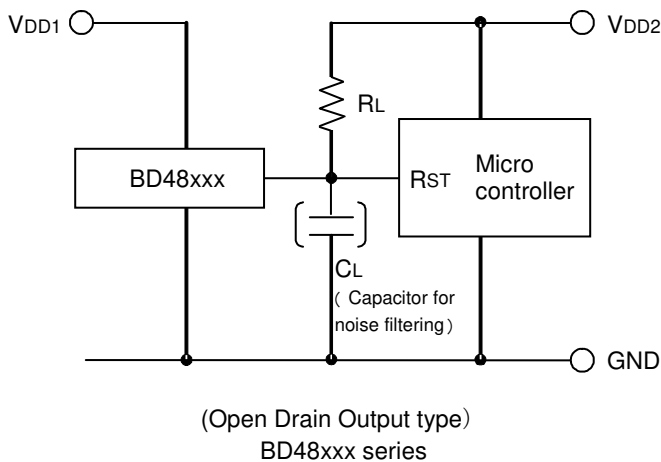 VDD1
VDD2
RL
BD48xxx
RST
Micro
controller
CL
( Capacitor for
noise filtering )
GND
(Open Drain Output type）
BD48xxx series